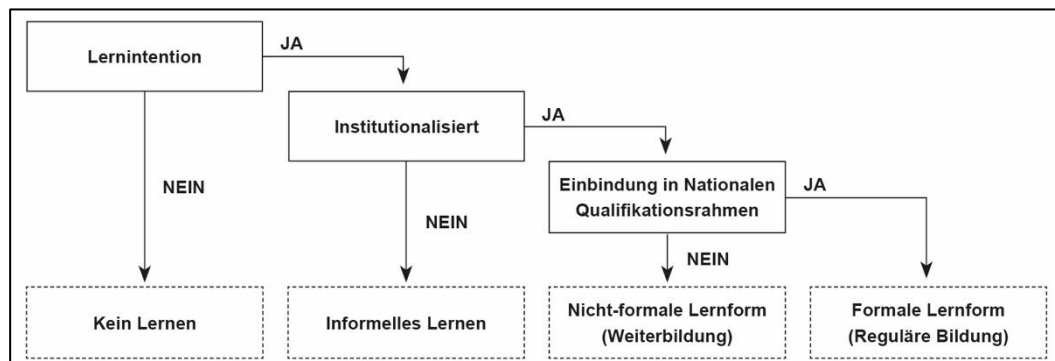 Lernintention
JA
Institutionalisiert
JA
NEIN
Einbindung in Nationalen
Qualifikationsrahmen
JA
NEIN
NEIN
Kein Lernen
Informelles Lernen
Nicht-formale Lernform
(Weiterbildung)
Formale Lernform
(Reguläre Bildung)